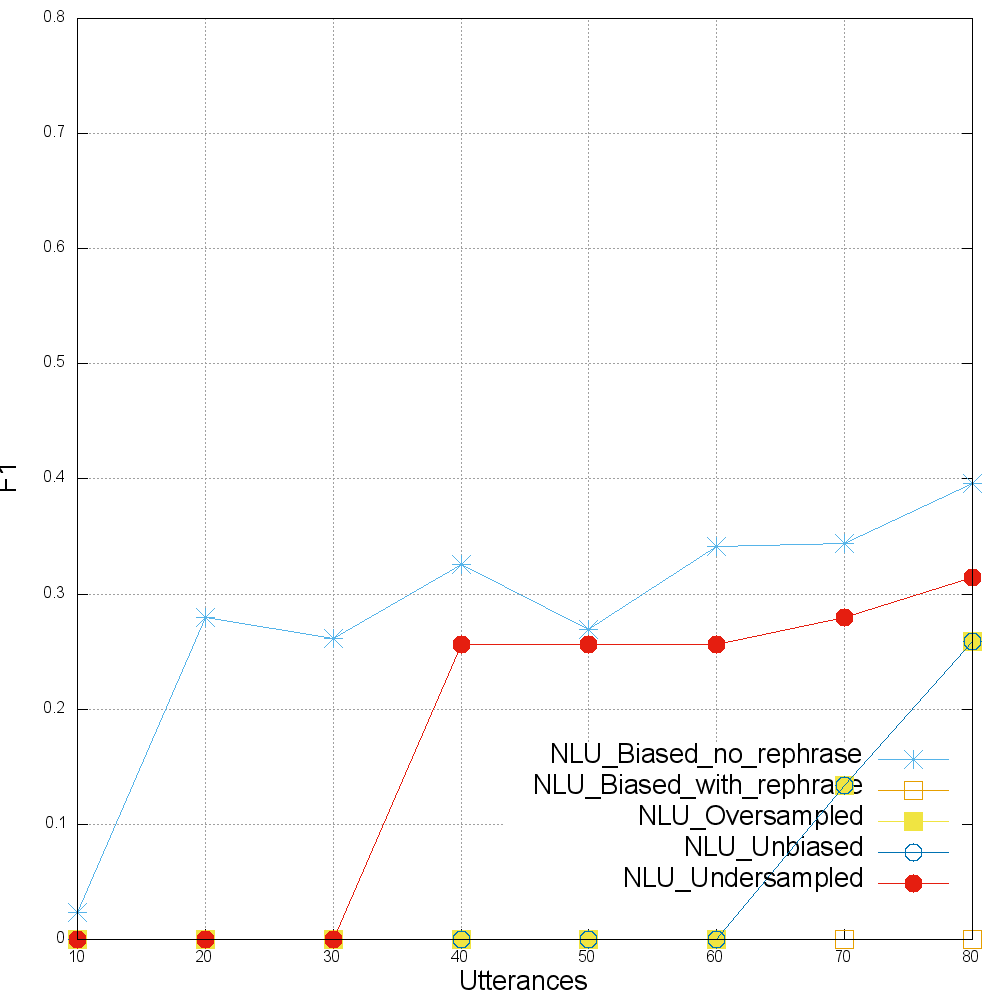 0.8
0.7
0.6
0.5
0.4
0.3
0.2
0.1
0
F1
10 20 30 40 50 60 70 80
Utterances
NLU_Biased_no_rephrase
NLU_Biased_with_rephrase
NLU_Oversampled
NLU_Unbiased
NLU_Undersampled